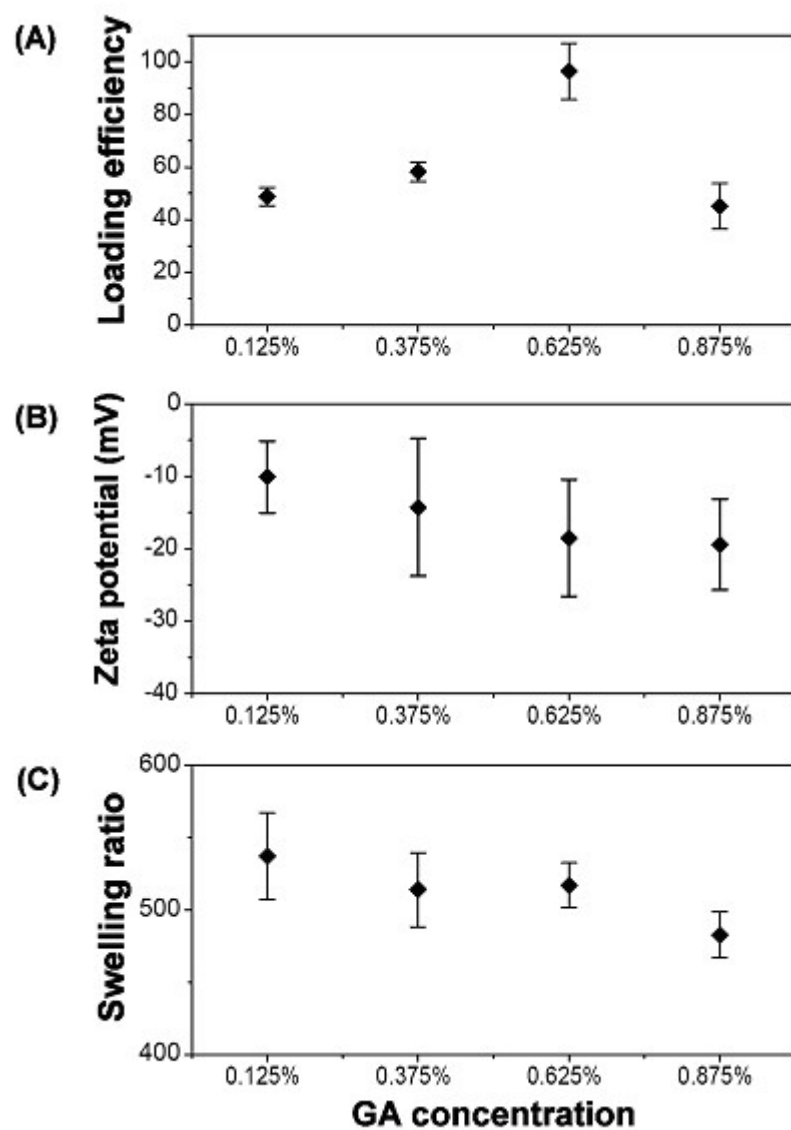 (A)
Loading efficiency
100
80
60
40
20
0
0.125% 0.375% 0.625% 0.875%
(B)
Zeta potential (mV)
0
-10
-20
-30
-40
0.125% 0.375% 0.625% 0.875%
(C)
Swelling ratio
600
500
400
0.125% 0.375% 0.625% 0.875%
GA concentration